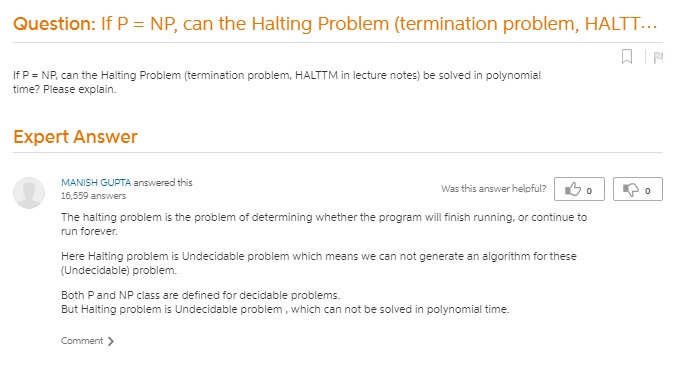 Question: If P = NP, can the Halting Problem (termination problem, HALTT...
If P = NP, can the Halting Problem (termination problem, HALTTM in lecture notes) be solved in polynomial
time? Please explain.
Expert Answer
MANISH GUPTA answered this
16,559 answers
Was this answer helpful?
0
0
The halting problem is the problem of determining whether the program will finish running, or continue to
run forever.
Here Halting problem is Undecidable problem which means we can not generate an algorithm for these
(Undecidable) problem.
Both P and NP class are defined for decidable problems.
But Halting problem is Undecidable problem , which can not be solved in polynomial time.
Comment >